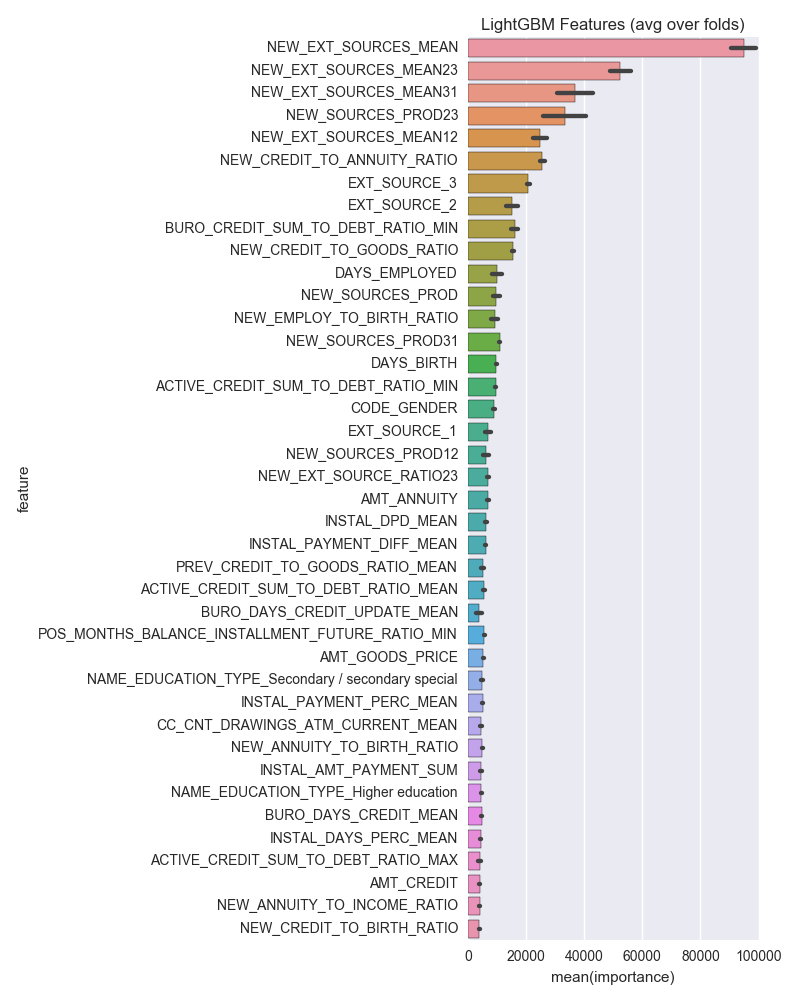 LightGBM Features (avg over folds)
NEW_EXT_SOURCES_MEAN
NEW_EXT_SOURCES_MEAN23
NEW_EXT_SOURCES_MEAN31
NEW_SOURCES_PROD23
NEW_EXT_SOURCES_MEAN12
NEW_CREDIT_TO_ANNUITY_RATIO
EXT_SOURCE_3
EXT_SOURCE_2
BURO_CREDIT_SUM_TO_DEBT_RATIO_MIN
NEW_CREDIT_TO_GOODS_RATIO
DAYS_EMPLOYED
NEW_SOURCES_PROD
NEW_EMPLOY_TO_BIRTH_RATIO
NEW_SOURCES_PROD31
DAYS_BIRTH
ACTIVE_CREDIT_SUM_TO_DEBT_RATIO_MIN
CODE_GENDER
EXT_SOURCE_1
NEW_SOURCES_PROD12
NEW_EXT_SOURCE_RATIO23
AMT_ANNUITY
INSTAL_DPD_MEAN
INSTAL_PAYMENT_DIFF_MEAN
PREV_CREDIT_TO_GOODS_RATIO_MEAN
ACTIVE_CREDIT_SUM_TO_DEBT_RATIO_MEAN
BURO_DAYS_CREDIT_UPDATE_MEAN
POS_MONTHS_BALANCE_INSTALLMENT_FUTURE_RATIO_MIN
AMT_GOODS_PRICE
NAME_EDUCATION_TYPE_Secondary / secondary special
INSTAL_PAYMENT_PERC_MEAN
CC_CNT_DRAWINGS_ATM_CURRENT_MEAN
NEW_ANNUITY_TO_BIRTH_RATIO
INSTAL_AMT_PAYMENT_SUM
NAME_EDUCATION_TYPE_Higher education
BURO_DAYS_CREDIT_MEAN
INSTAL_DAYS_PERC_MEAN
ACTIVE_CREDIT_SUM_TO_DEBT_RATIO_MAX
AMT_CREDIT
NEW_ANNUITY_TO_INCOME_RATIO
NEW_CREDIT_TO_BIRTH_RATIO
feature
0 20000 40000 60000 80000 100000
mean(importance)